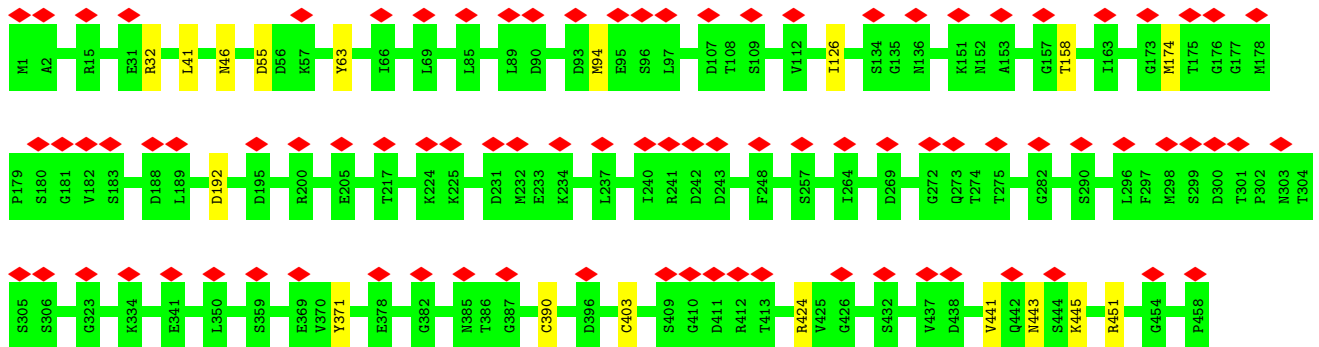 M1 A2 R15 E31 R32 L41 N46 D55 D56 K57 Y63 I66 L69 L85 L89 D90 D93 M94 E95 S96 L97 D107 T108 S109 V112 I126 S134 G135 N136 K151 N152 A153 G157 T158 I163 G173 M174 T175 G176 G177 M178
P179 S180 G181 V182 S183 D188 L189 D192 D195 R200 E205 T217 K224 K225 D231 M232 E233 K234 L237 I240 R241 D242 D243 F248 S257 I264 D269 G272 Q273 T274 T275 G282 S290 L296 F297 M298 S299 D300 T301 P302 N303 T304
S305 S306 G323 K334 E341 L350 S359 E369 V370 Y371 E378 G382 N385 T386 G387 C390 D396 C403 S409 G410 D411 R412 T413 R424 V425 G426 S432 V437 D438 V441 Q442 N443 S444 K445 R451 G454 P458